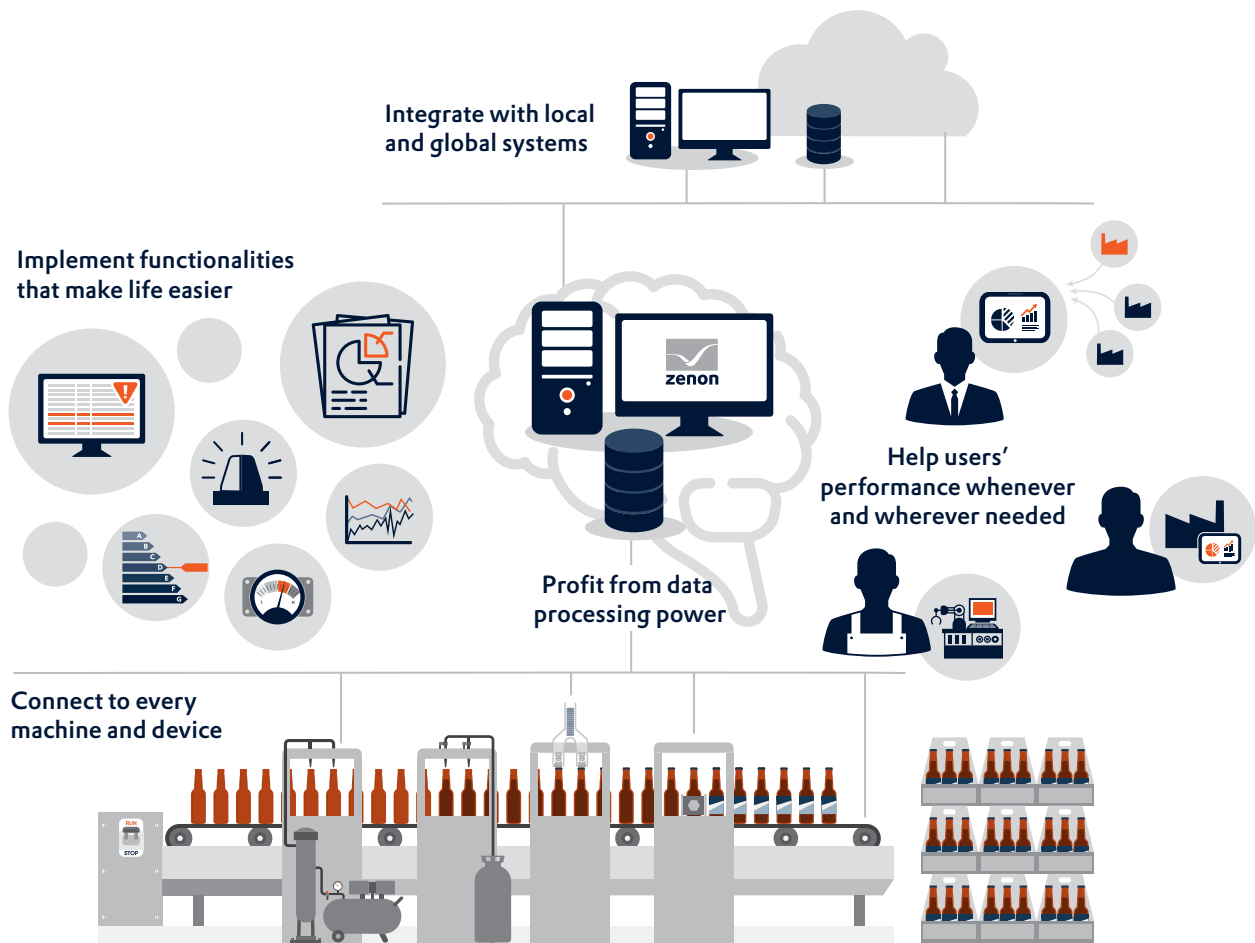 Integrate with local
and global systems
Implement functionalities
that make life easier
zenon
Help users'
performance whenever
and wherever needed
A
B
C
D
E
F
G
L
H
Profit from data
processing power
Connect to every
machine and device
RUN
STOP